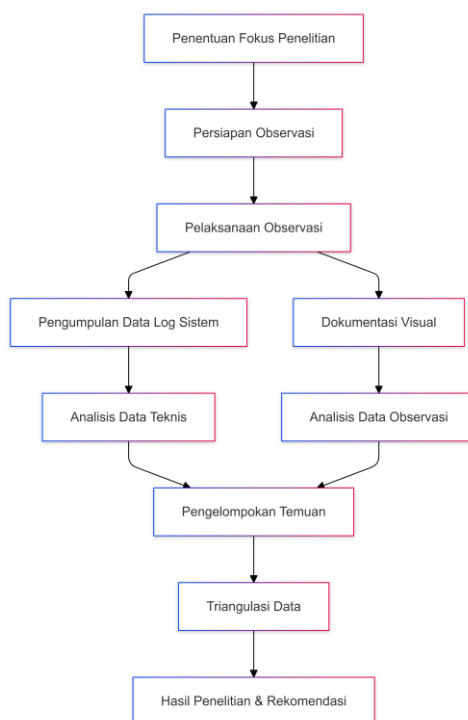 Penentuan Fokus Penelitian
Persiapan Observasi
Pelaksanaan Observasi
Pengumpulan Data Log Sistem
Dokumentasi Visual
Analisis Data Teknis
Analisis Data Observasi
Pengelompokan Temuan
Triangulasi Data
Hasil Penelitian & Rekomendasi